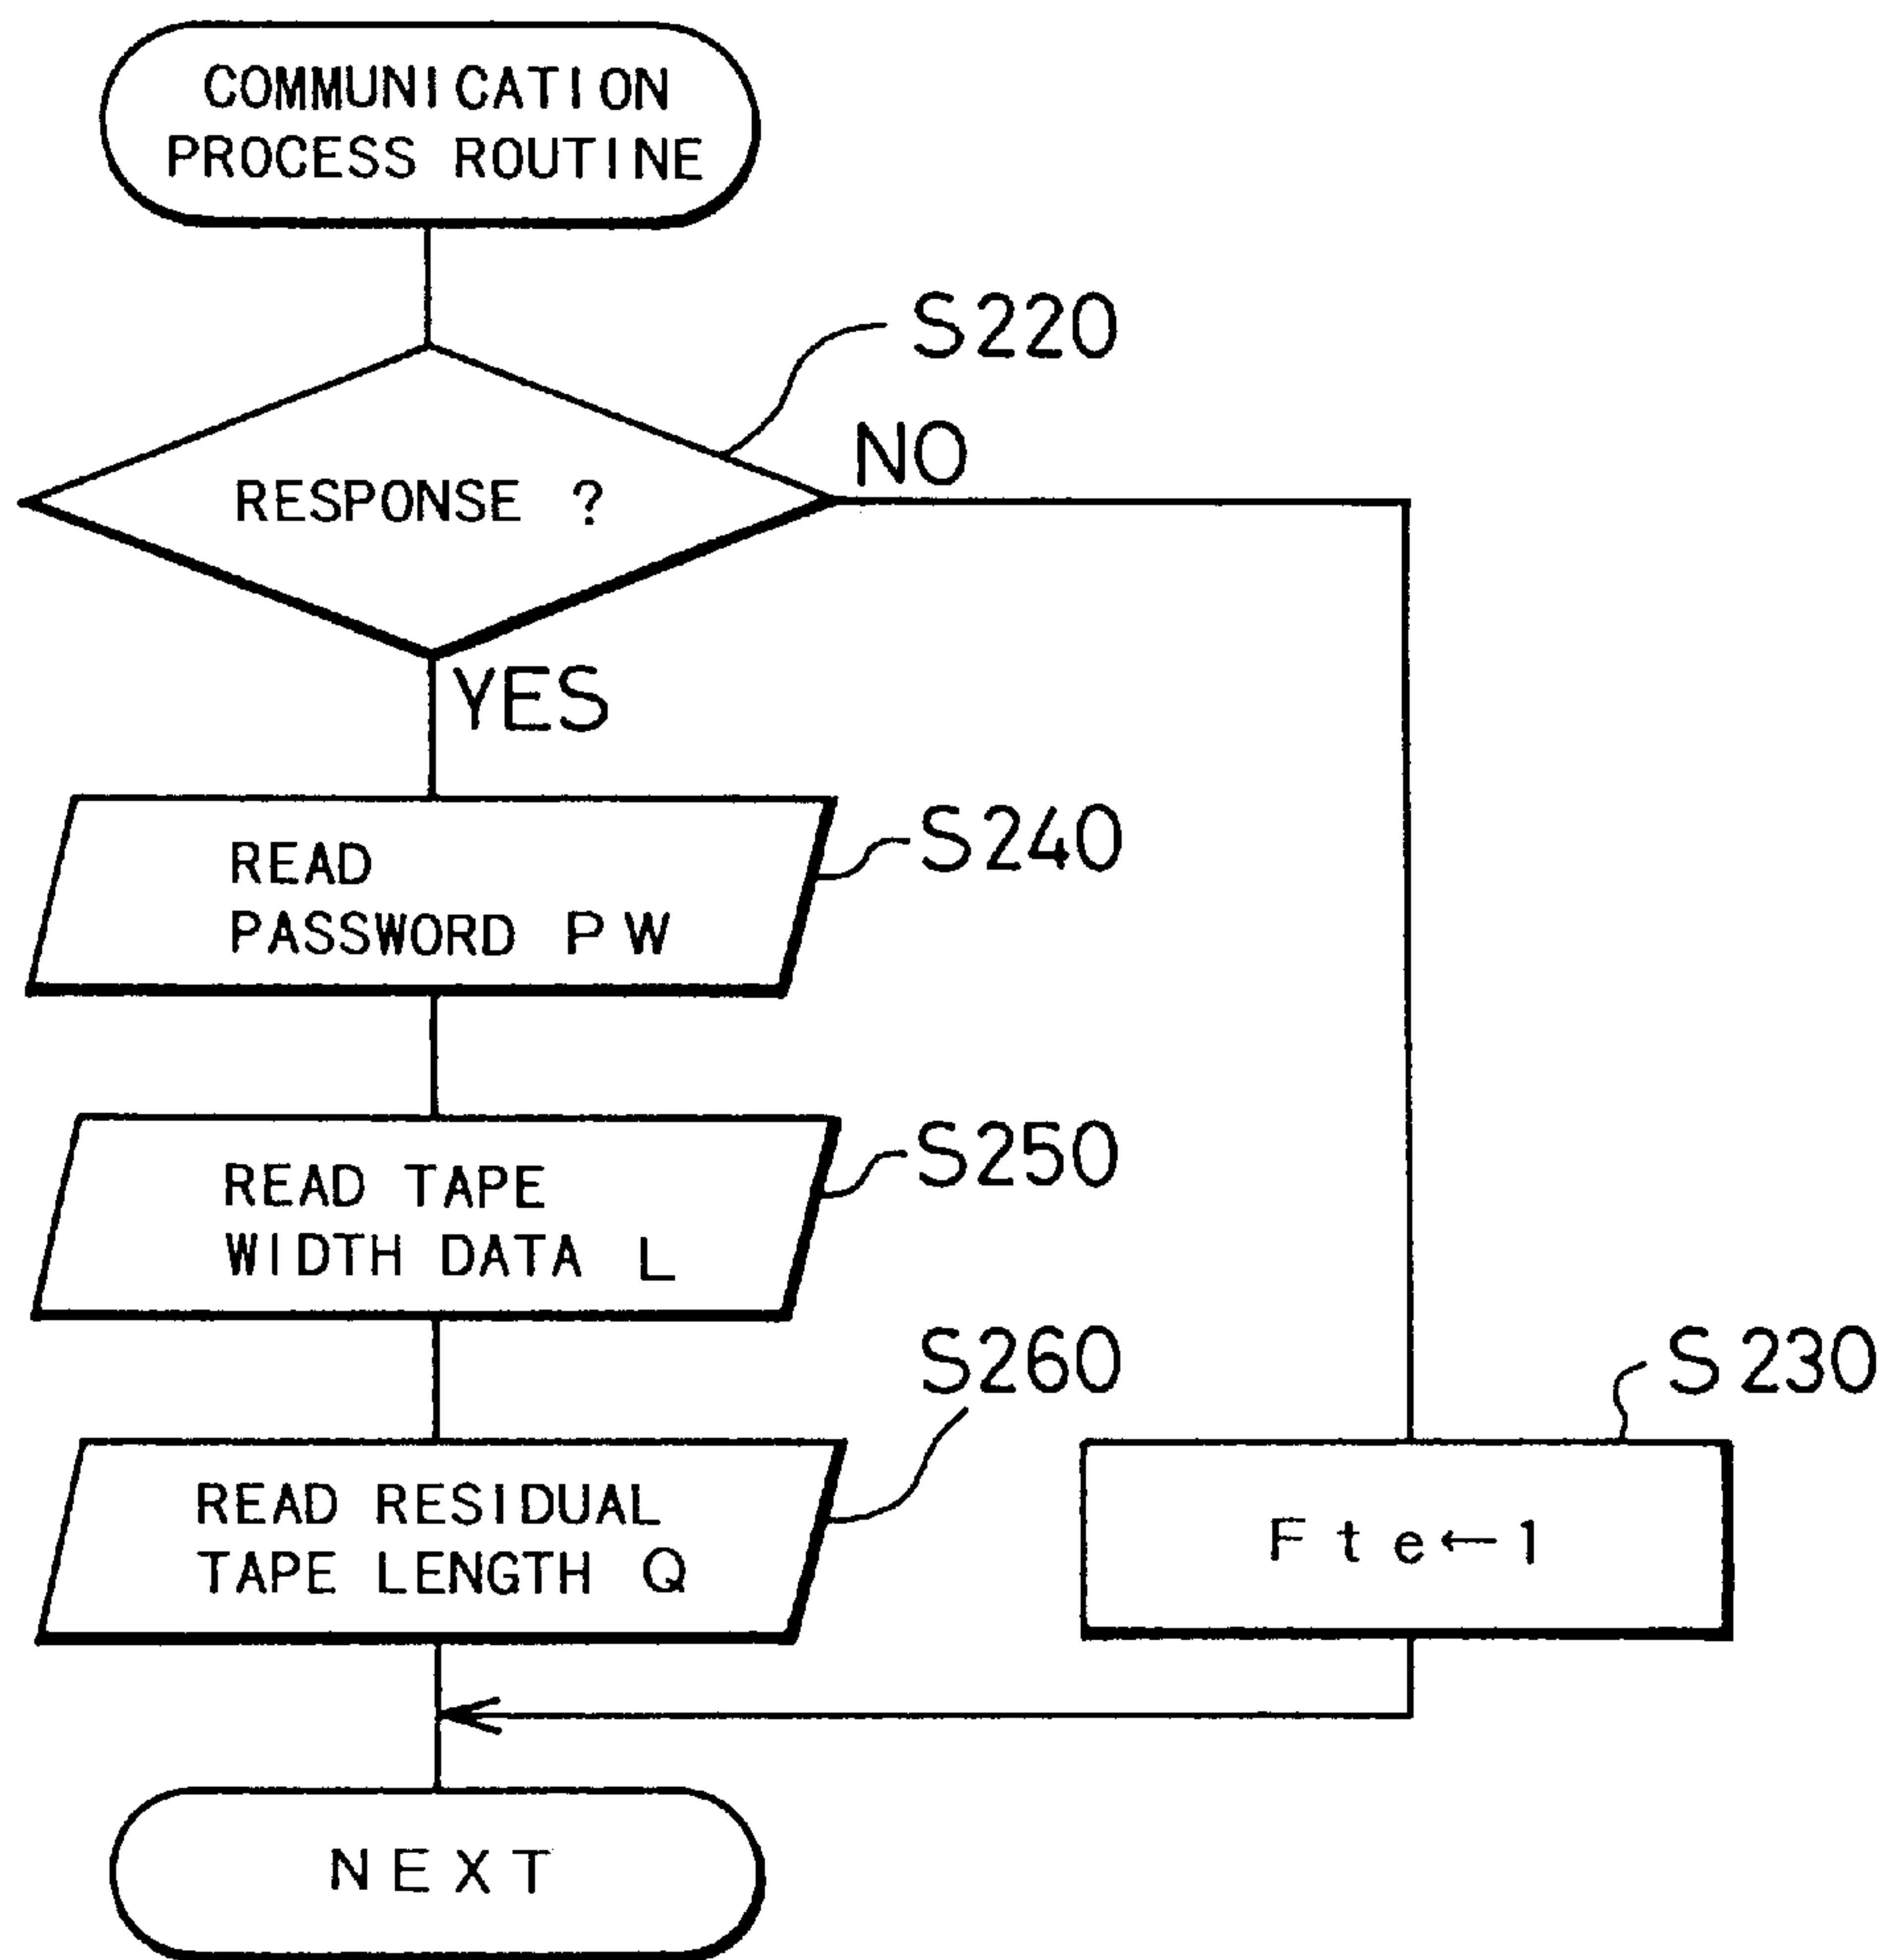 COMMUNICATION
PROCESS ROUTINE
S220
RESPONSE ?
NO
YES
READ
PASSWORD PW
S240
READ TAPE
WIDTH DATA L
S250
READ RESIDUAL
TAPE LENGTH Q
S260
S230
Fte←1
NEXT